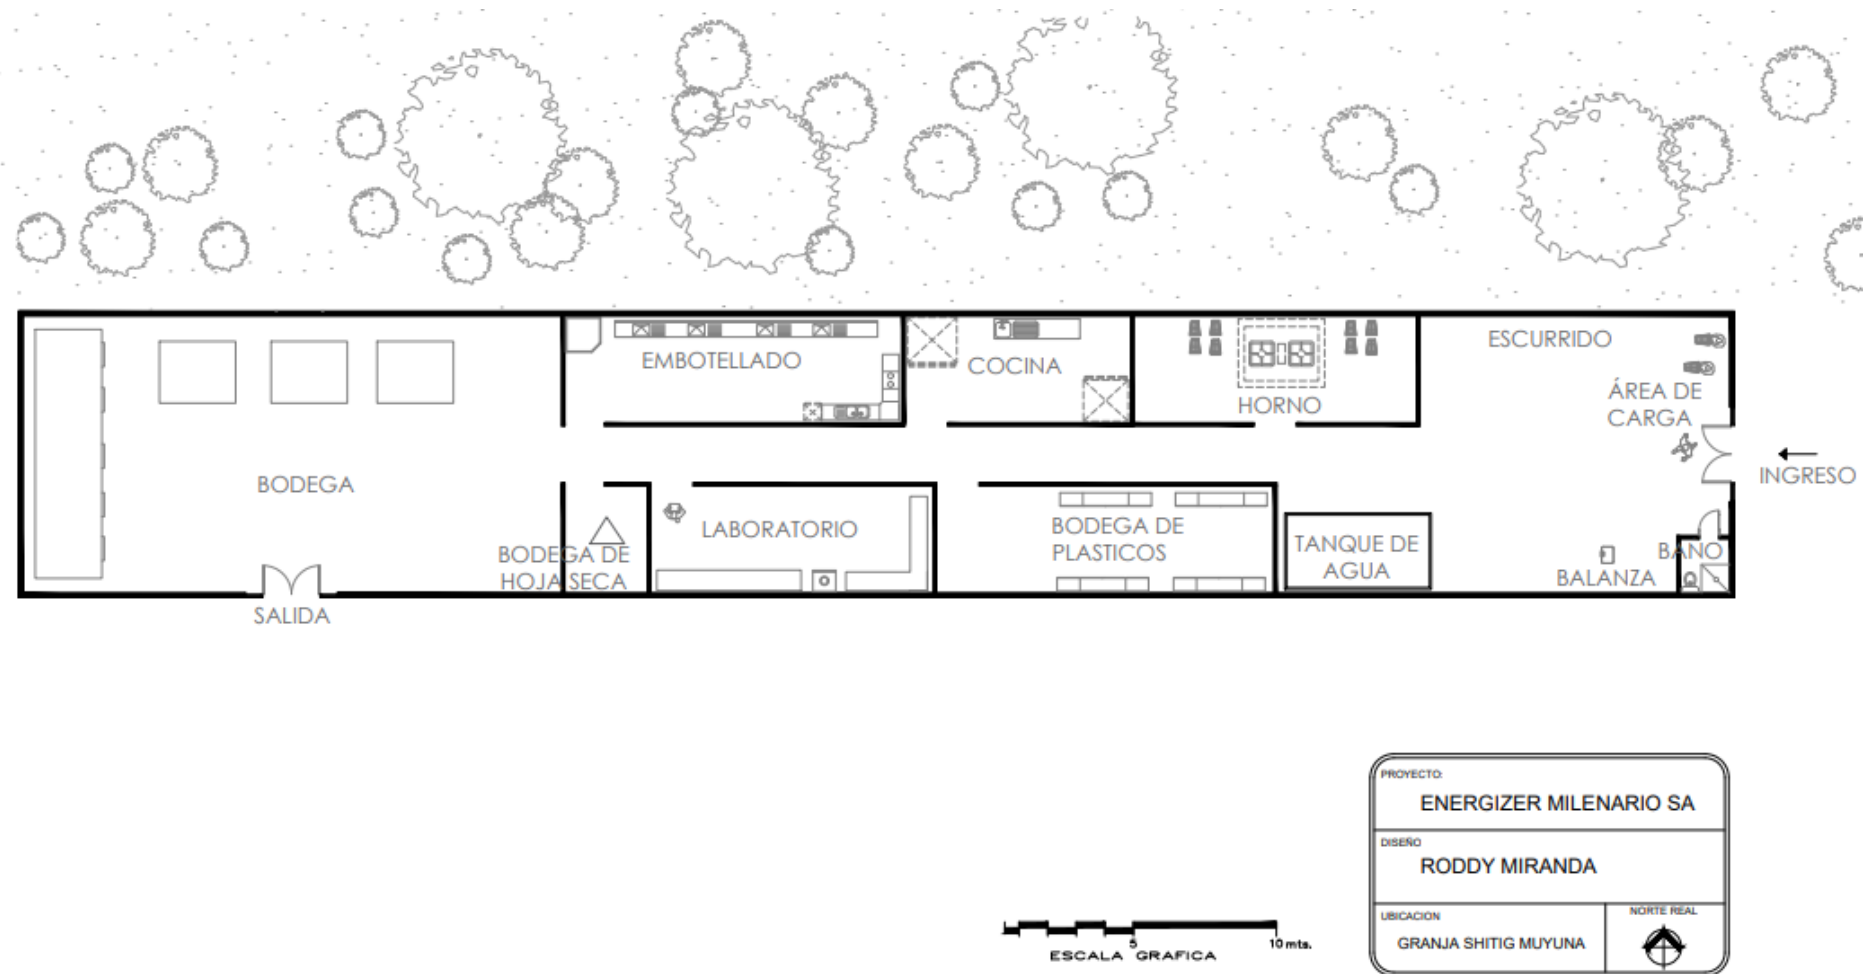 ESCURRIDO
EMBOTELLADO
COCINA
HORNO
ÁREA DE
CARGA
INGRESO
BODEGA
LABORATORIO
BODEGA DE
PLASTICOS
TANQUE DE
AGUA
BODEGA DE
HOJA SECA
BANO
BALANZA
SALIDA
PROYECTO:
ENERGIZER MILENARIO SA
DISEÑO
RODDY MIRANDA
UBICACION
GRANJA SHITIG MUYUNA
NORTE REAL
5
10 mts.
ESCALA GRAFICA